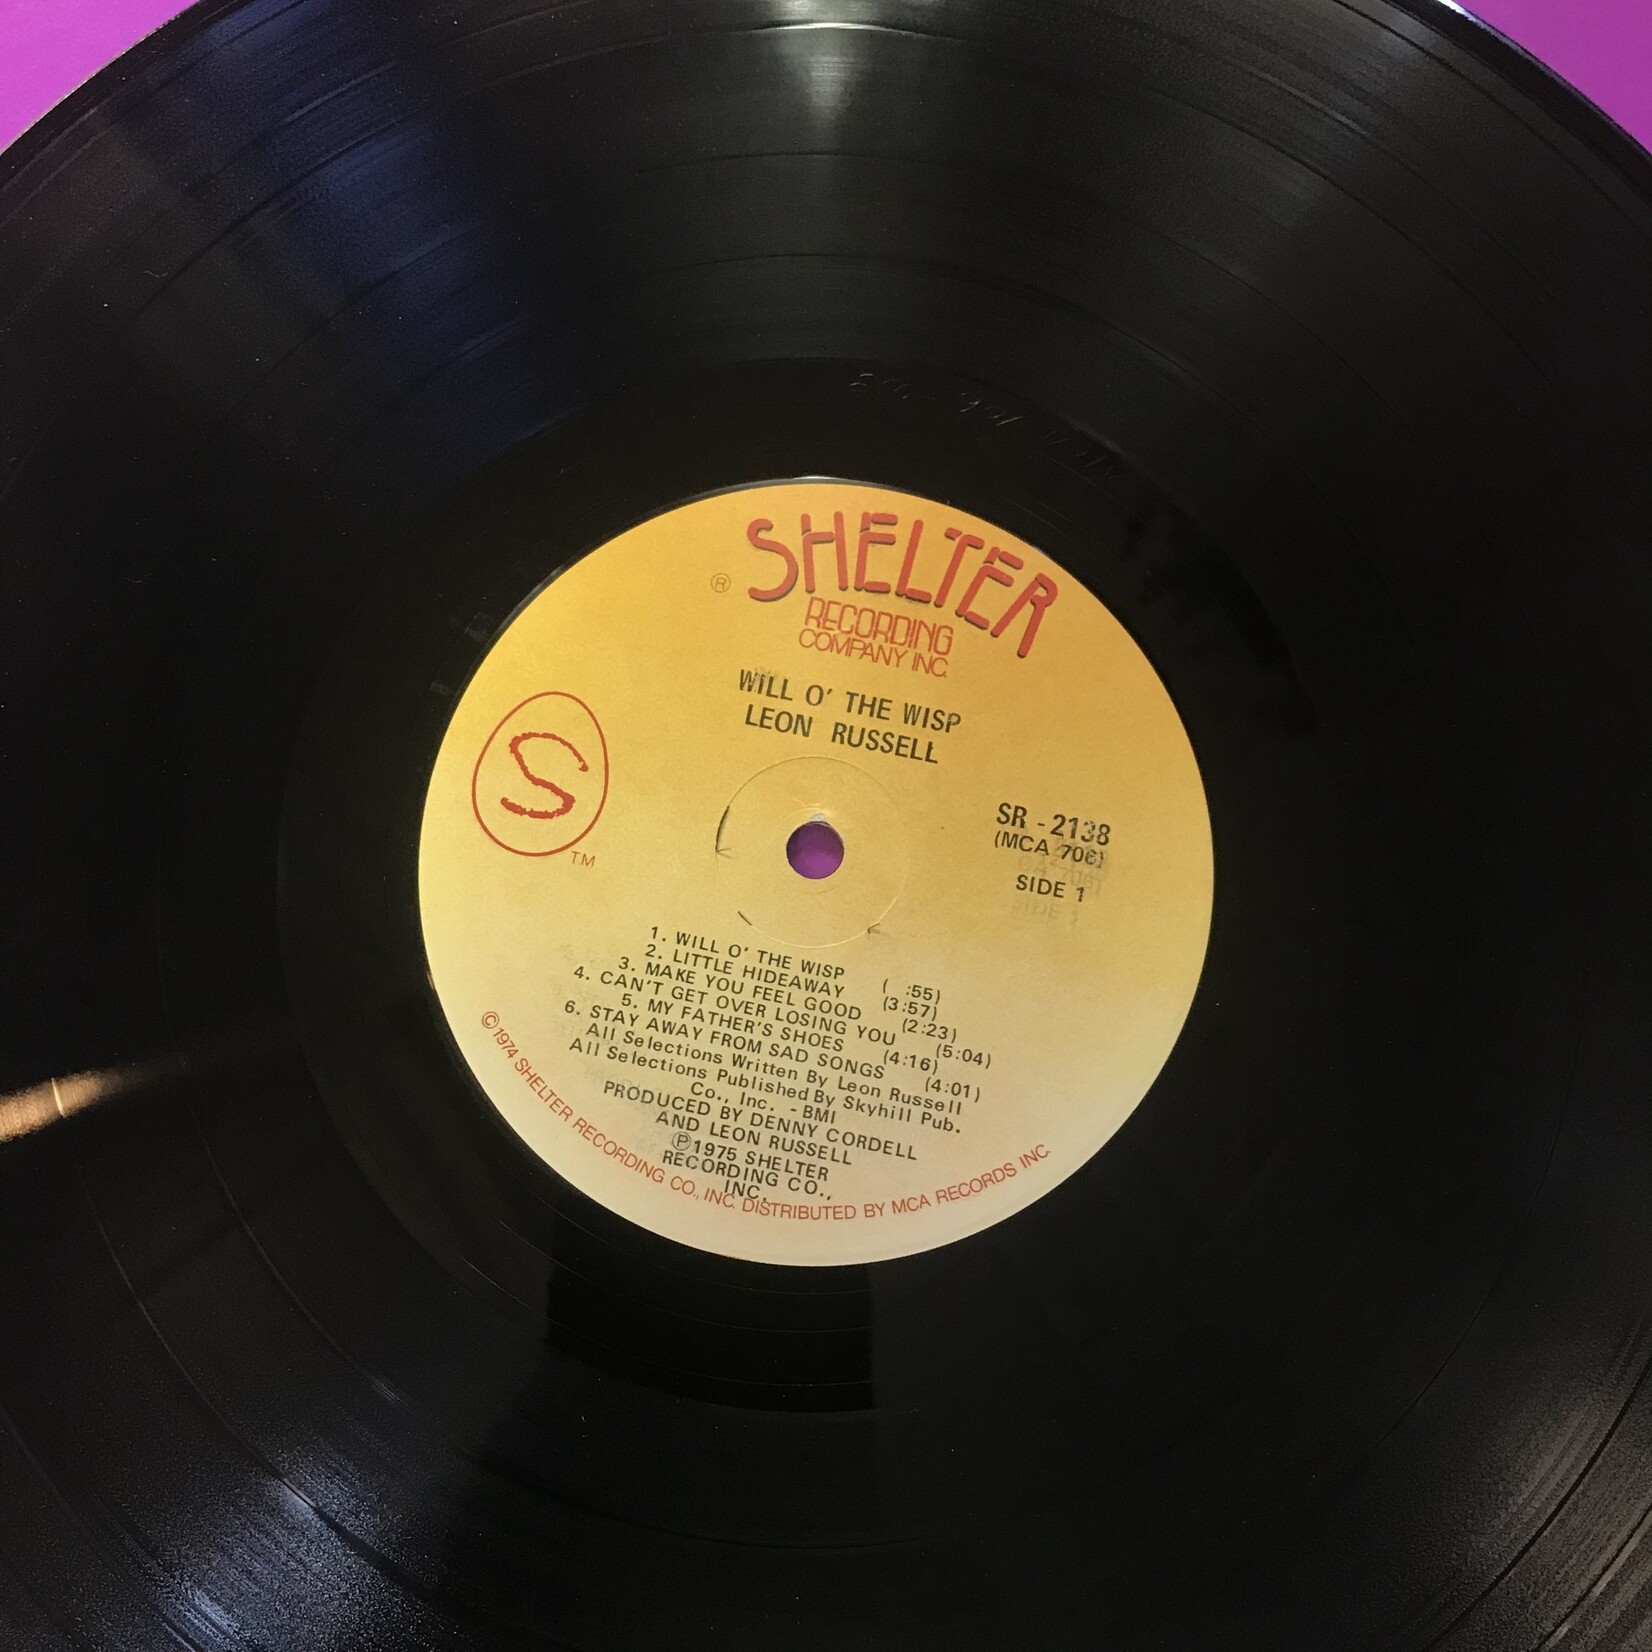 ® SHELTER
RECORDING
COMPANY INC.
WILL O' THE WISP
LEON RUSSELL
S
TM
SR - 2138
(MCA 706)
SIDE 1
1. WILL O' THE WISP ( :55)
2. LITTLE HIDEAWAY (3:57)
3. MAKE YOU FEEL GOOD (2:23)
4. CAN'T GET OVER LOSING YOU (5:04)
5. MY FATHER'S SHOES (4:16)
6. STAY AWAY FROM SAD SONGS (4:01)
All Selections Written By Leon Russell
All Selections Published By Skyhill Pub.
Co., Inc. - BMI
PRODUCED BY DENNY CORDELL
AND LEON RUSSELL
℗1975 SHELTER
RECORDING CO.,
INC.
©1974 SHELTER RECORDING CO., INC. DISTRIBUTED BY MCA RECORDS INC.